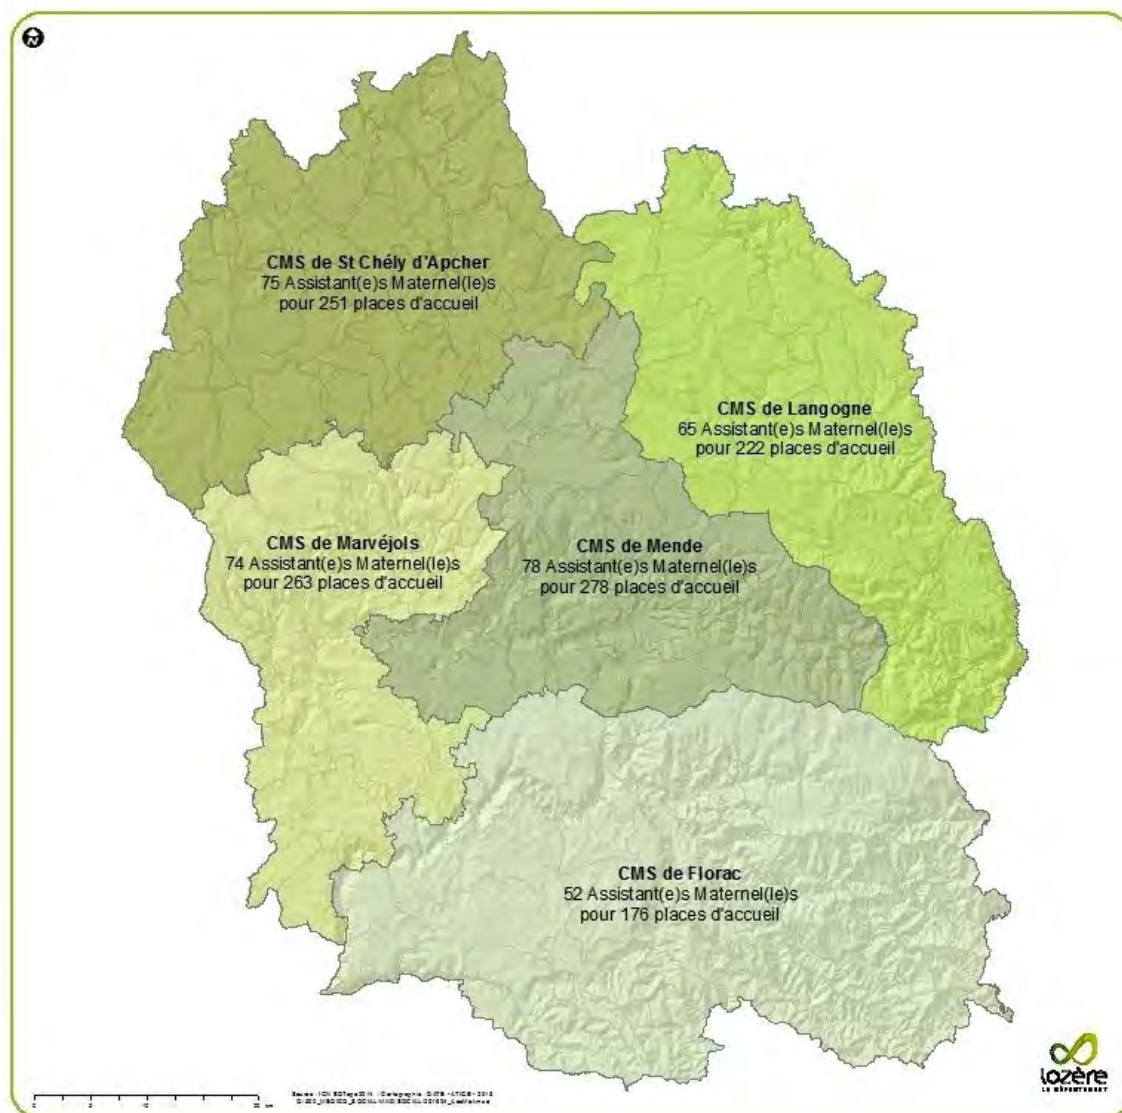 CMS de St Chély d'Apcher
75 Assistant(e)s Maternel(le)s
pour 251 places d'accueil
CMS de Langogne
65 Assistant(e)s Maternel(le)s
pour 222 places d'accueil
CMS de Marvéjols
74 Assistant(e)s Maternel(le)s
pour 263 places d'accueil
CMS de Mende
78 Assistant(e)s Maternel(le)s
pour 278 places d'accueil
CMS de Florac
52 Assistant(e)s Maternel(le)s
pour 176 places d'accueil
lozère
LE DÉPARTEMENT